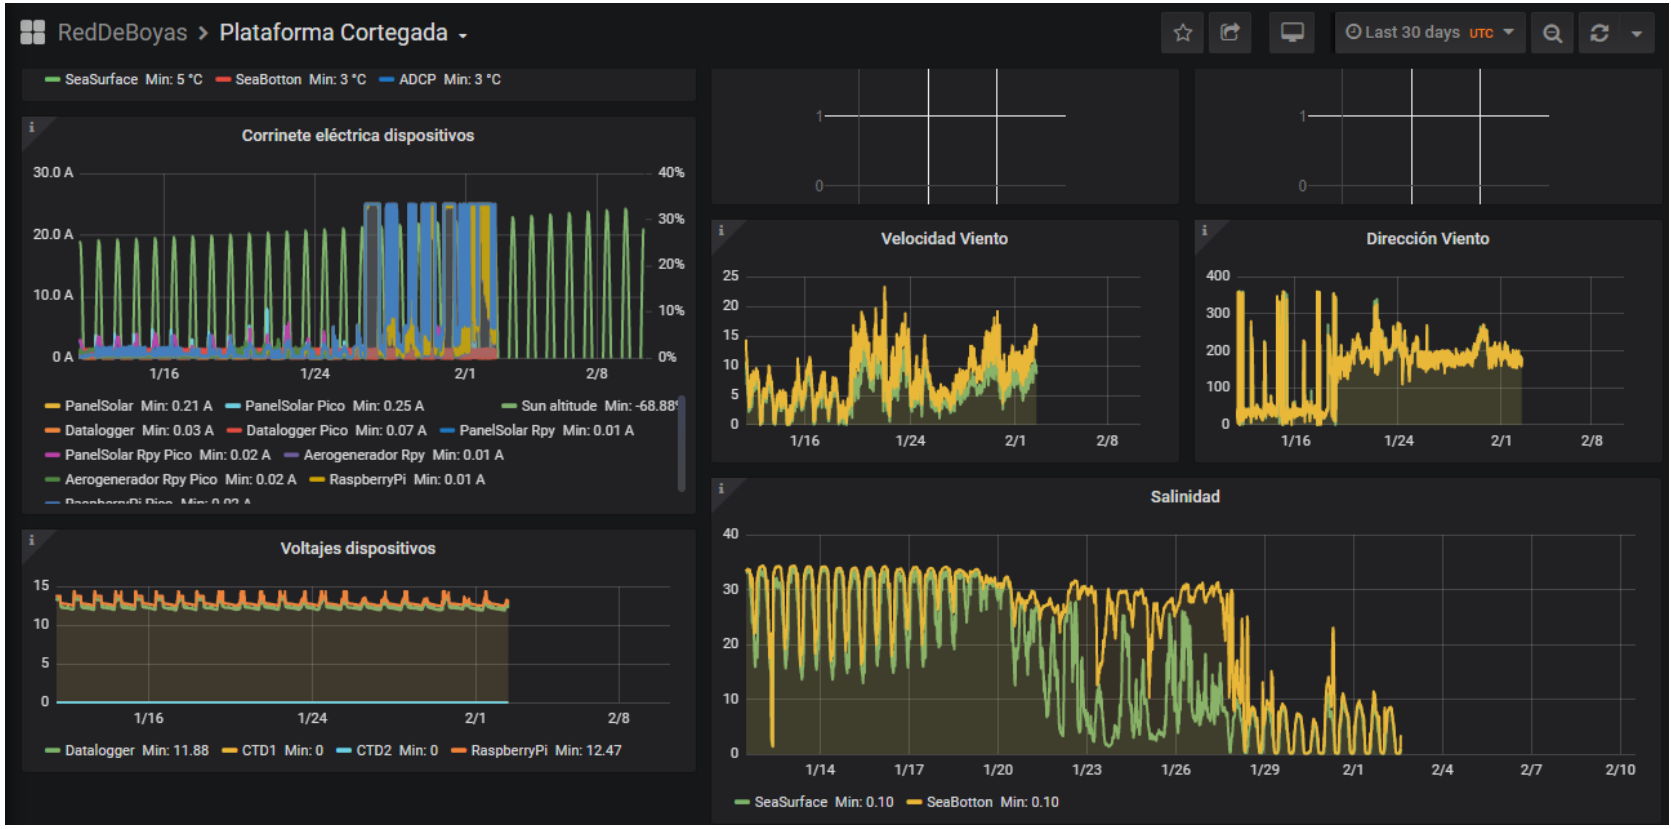 RedDeBoyas > Plataforma Cortegada
Last 30 days UTC
SeaSurface Min: 5 °C SeaBotton Min: 3 °C ADCP Min: 3 °C
Corrinete eléctrica dispositivos
30.0 A
20.0 A
10.0 A
0 A
40%
30%
20%
10%
0%
1/16 1/24 2/1 2/8
PanelSolar Min: 0.21 A PanelSolar Pico Min: 0.25 A Sun altitude Min: -68.88°
Datalogger Min: 0.03 A Datalogger Pico Min: 0.07 A PanelSolar Rpy Min: 0.01 A
PanelSolar Rpy Pico Min: 0.02 A Aerogenerador Rpy Min: 0.01 A
Aerogenerador Rpy Pico Min: 0.02 A RaspberryPi Min: 0.01 A
RaspberryPi Pico Min: 0.02 A
Voltajes dispositivos
15
10
5
0
1/16 1/24 2/1 2/8
Datalogger Min: 11.88 CTD1 Min: 0 CTD2 Min: 0 RaspberryPi Min: 12.47
1
0
1
0
Velocidad Viento
25
20
15
10
5
0
1/16 1/24 2/1 2/8
Dirección Viento
400
300
200
100
0
1/16 1/24 2/1 2/8
Salinidad
40
30
20
10
0
1/14 1/17 1/20 1/23 1/26 1/29 2/1 2/4 2/7 2/10
SeaSurface Min: 0.10 SeaBotton Min: 0.10